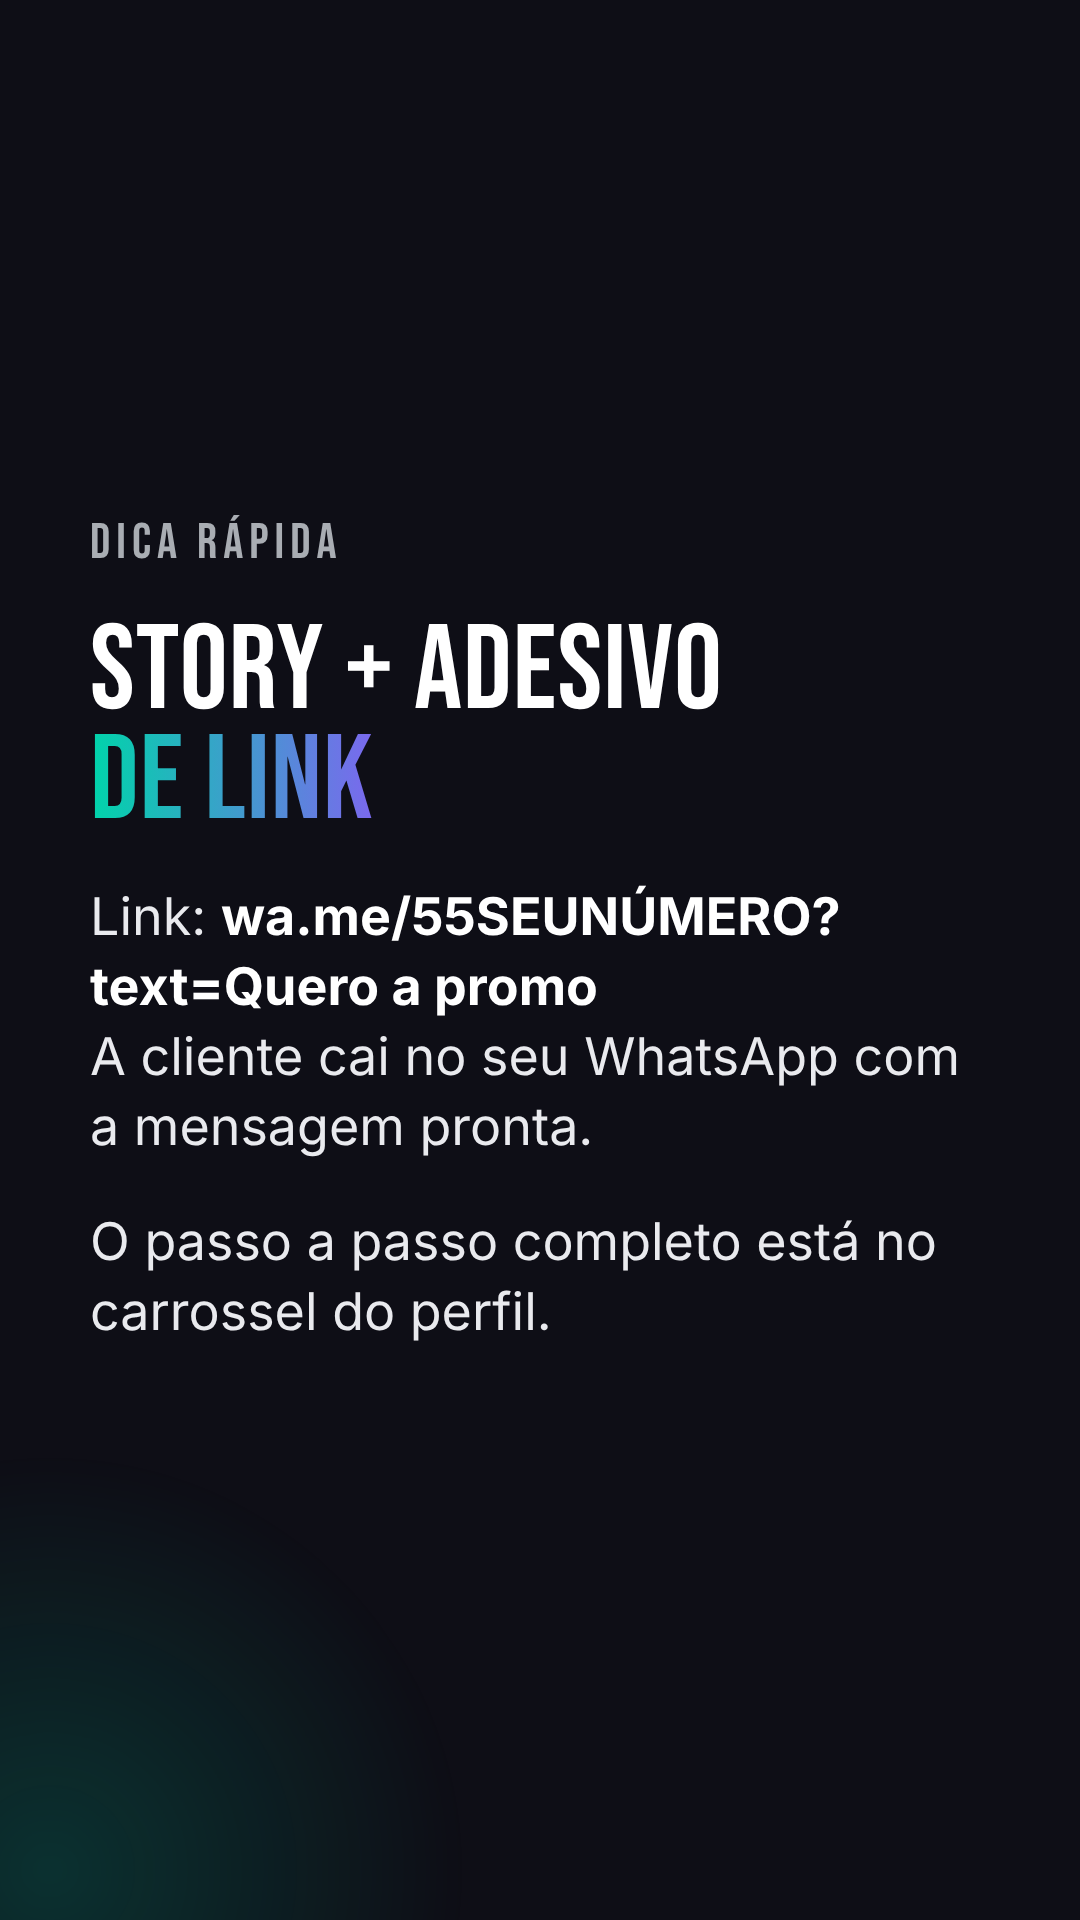 DICA RÁPIDA
STORY + ADESIVO
DE LINK
Link: wa.me/55SEUNÚMERO?
text=Quero a promo
A cliente cai no seu WhatsApp com
a mensagem pronta.
O passo a passo completo está no
carrossel do perfil.